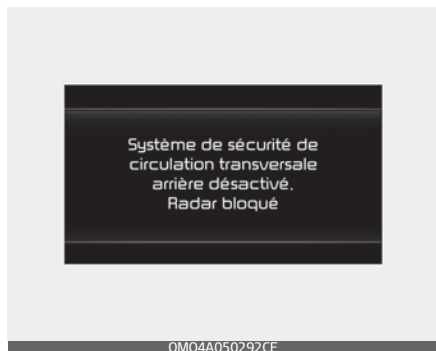 Système de sécurité de
circulation transversale
arrière désactivé.
Radar bloqué
OMQ4A050292CF